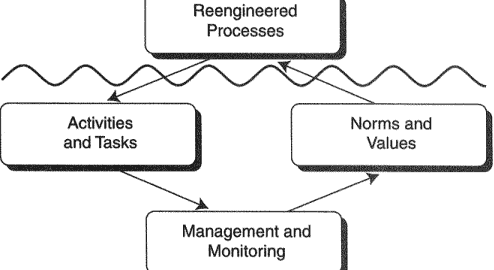 Reengineered
Processes
Activities
and Tasks
Norms and
Values
Management and
Monitoring